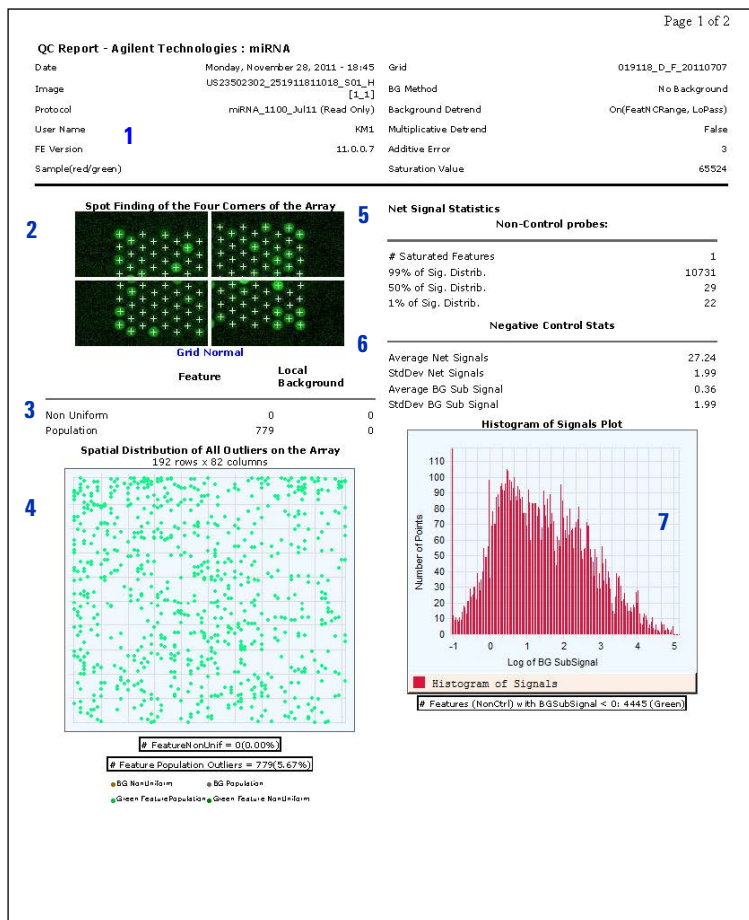 Page 1 of 2
QC Report - Agilent Technologies : miRNA
Date Monday, November 28, 2011 - 18:45 Grid 019118_D_F_20110707
Image US23502302_251911811018_S01_H [1_1] BG Method No Background
Protocol miRNA_1100_Jul11 (Read Only) Background Detrend On(FeatNCRange, LoPass)
User Name KM1 Multiplicative Detrend False
1
FE Version 11.0.0.7 Additive Error 3
Sample(red/green) Saturation Value 65524
2
Spot Finding of the Four Corners of the Array
Grid Normal
Feature Local Background
3
Non Uniform 0 0
Population 779 0
4
Spatial Distribution of All Outliers on the Array
192 rows x 82 columns
# FeatureNonUnif = 0(0.00%)
# Feature Population Outliers = 779(5.67%)
BG NonUniform BG Population
Green FeaturePopulation Green Feature NonUniform
5
Net Signal Statistics
Non-Control probes:
# Saturated Features 1
99% of Sig. Distrib. 10731
50% of Sig. Distrib. 29
1% of Sig. Distrib. 22
6
Negative Control Stats
Average Net Signals 27.24
StdDev Net Signals 1.99
Average BG Sub Signal 0.36
StdDev BG Sub Signal 1.99
Histogram of Signals Plot
7
Number of Points
110
100
90
80
70
60
50
40
30
20
10
0
-1 0 1 2 3 4 5
Log of BG SubSignal
Histogram of Signals
# Features (NonCtrl) with BGSubSignal < 0: 4445 (Green)